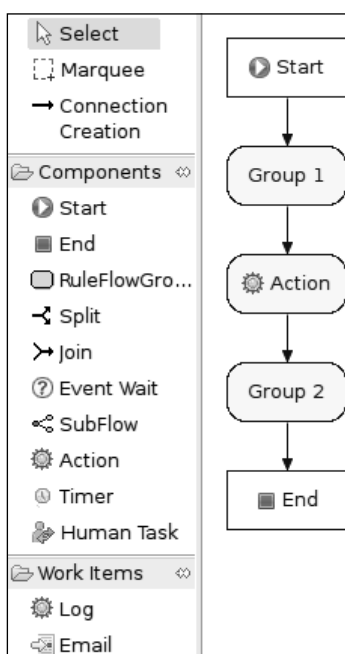 Select
Marquee
Connection
Creation
Components
Start
End
RuleFlowGro...
Split
Join
Event Wait
SubFlow
Action
Timer
Human Task
Work Items
Log
Email
Start
Group 1
Action
Group 2
End